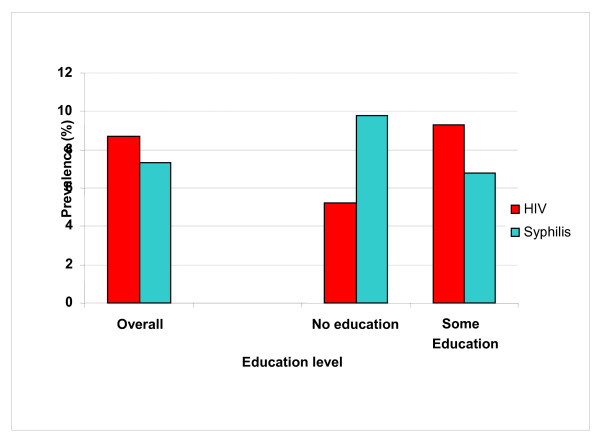 12
10
8
6
4
2
0
Prevalence (%)
HIV
Syphilis
Overall
No education
Some
Education
Education level